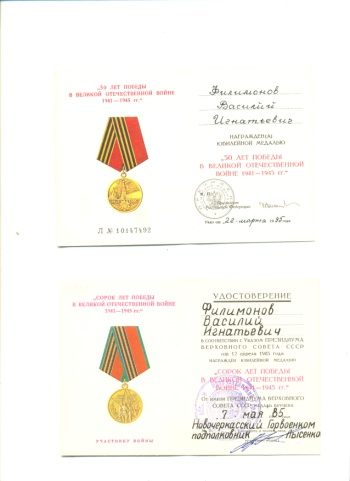 „50 ЛЕТ ПОБЕДЫ
В ВЕЛИКОЙ ОТЕЧЕСТВЕННОЙ ВОЙНЕ
1941—1945 гг.“
Л № 10147492
Филимонов
Василий
Игнатьевич
НАГРАЖДЕН(А)
ЮБИЛЕЙНОЙ МЕДАЛЬЮ
„50 ЛЕТ ПОБЕДЫ
В ВЕЛИКОЙ ОТЕЧЕСТВЕННОЙ
ВОЙНЕ 1941—1945 гг.“
Российской Федерации
22 марта 1995 год
„СОРОК ЛЕТ ПОБЕДЫ
В ВЕЛИКОЙ ОТЕЧЕСТВЕННОЙ ВОЙНЕ
1941—1945 гг.“
УЧАСТНИКУ ВОЙНЫ
УДОСТОВЕРЕНИЕ
Филимонов
Василий
Игнатьевич
В СООТВЕТСТВИИ С Указом ПРЕЗИДИУМА
ВЕРХОВНОГО СОВЕТА СССР
от 12 апреля 1985 года
НАГРАЖДЕН ЮБИЛЕЙНОЙ МЕДАЛЬЮ
„СОРОК ЛЕТ ПОБЕДЫ
В ВЕЛИКОЙ ОТЕЧЕСТВЕННОЙ
ВОЙНЕ 1941—1945 гг.“
От имени ПРЕЗИДИУМА ВЕРХОВНОГО
СОВЕТА СССР МЕДАЛЬ ВРУЧЕНА
7 мая 85
Новочеркасский Горвоенком
подполковник Лысенко